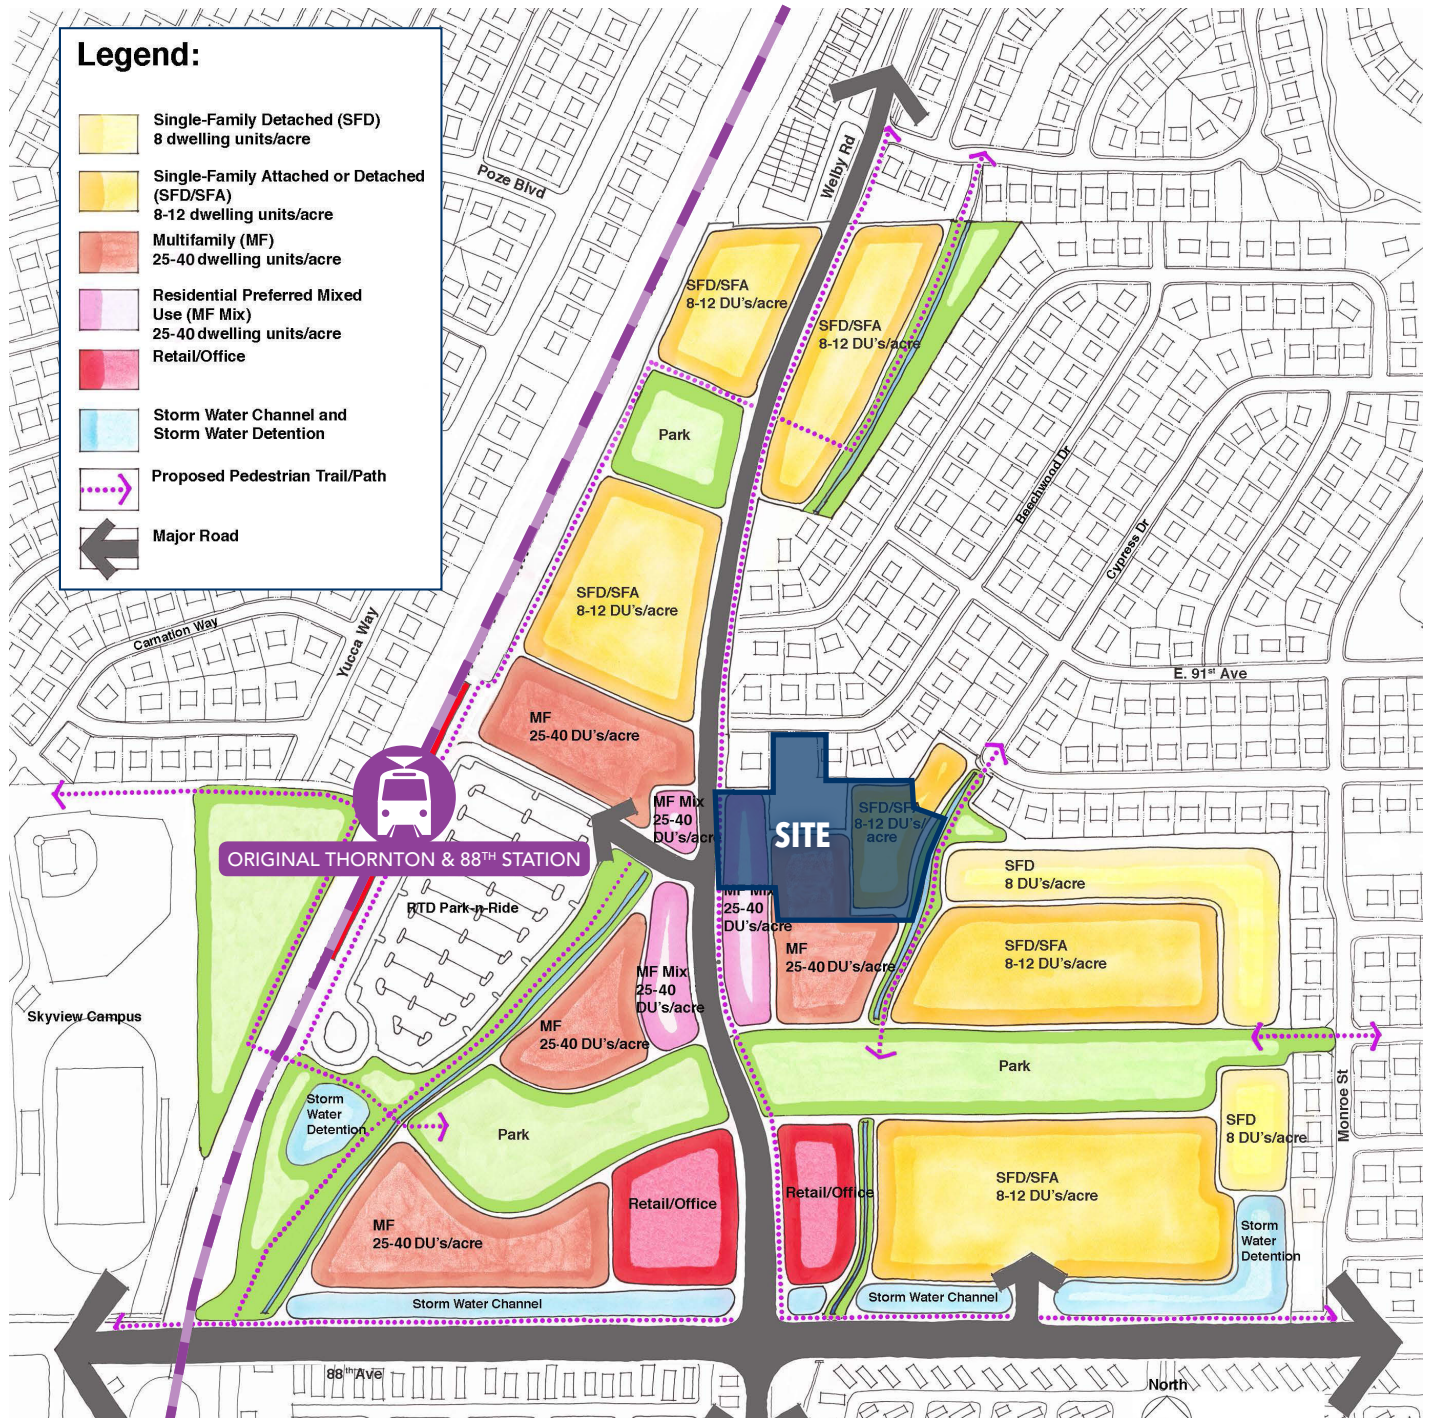 Legend:
Single-Family Detached (SFD)
8 dwelling units/acre
Single-Family Attached or Detached
(SFD/SFA)
8-12 dwelling units/acre
Multifamily (MF)
25-40 dwelling units/acre
Residential Preferred Mixed
Use (MF Mix)
25-40 dwelling units/acre
Retail/Office
Storm Water Channel and
Storm Water Detention
Proposed Pedestrian Trail/Path
Major Road
Poze Blvd
Welby Rd
SFD/SFA
8-12 DU's/acre
SFD/SFA
8-12 DU's/acre
Park
Beechwood Dr
Cypress Dr
SFD/SFA
8-12 DU's/acre
Carnation Way
Yucca Way
E. 91st Ave
MF
25-40 DU's/acre
MF Mix
25-40
DU's/acre
SITE
SFD/SFA
8-12 DU's/
acre
ORIGINAL THORNTON & 88TH STATION
SFD
8 DU's/acre
RTD Park-n-Ride
MF Mix
25-40
DU's/acre
MF
25-40 DU's/acre
SFD/SFA
8-12 DU's/acre
MF Mix
25-40
DU's/acre
Skyview Campus
MF
25-40 DU's/acre
Park
Storm
Water
Detention
Park
Monroe St
SFD
8 DU's/acre
Retail/Office
Retail/Office
SFD/SFA
8-12 DU's/acre
MF
25-40 DU's/acre
Storm
Water
Detention
Storm Water Channel
Storm Water Channel
88th Ave
North